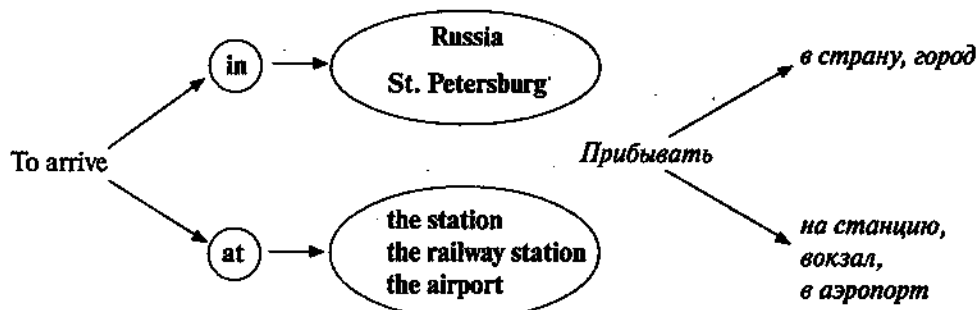 in
Russia
St. Petersburg
в страну, город
To arrive
Прибывать
at
the station
the railway station
the airport
на станцию,
вокзал,
в аэропорт